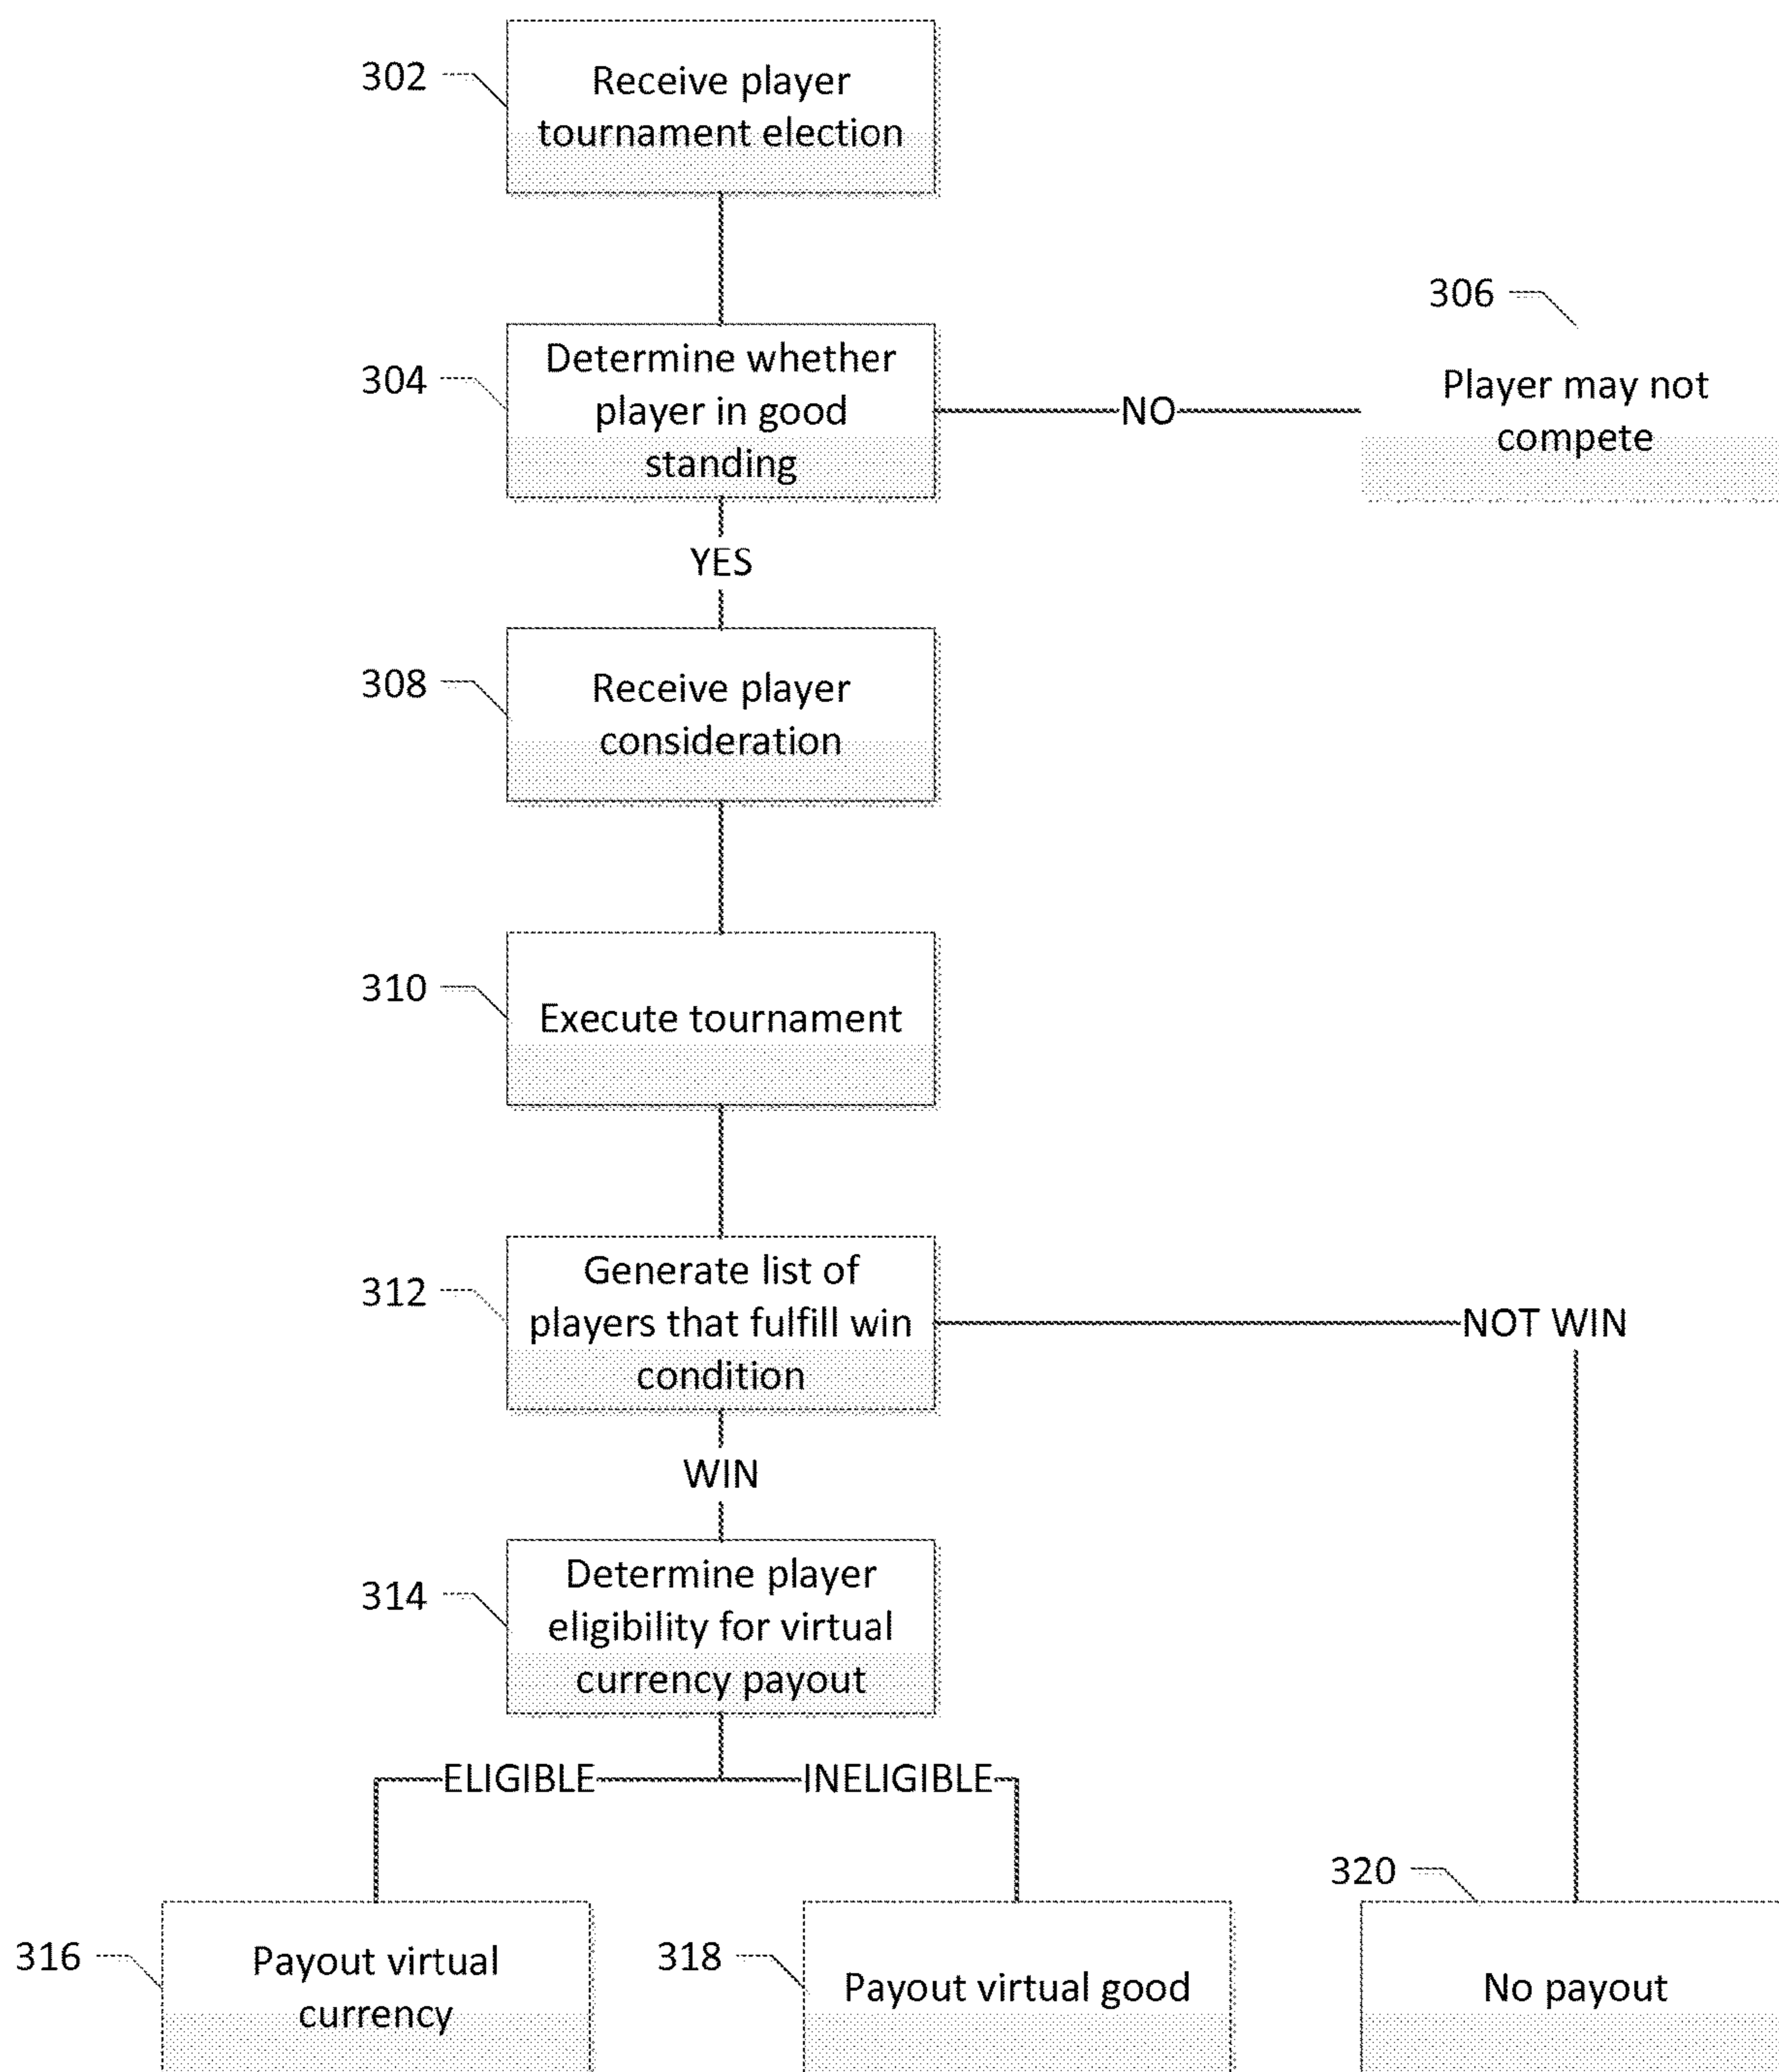 302
Receive player
tournament election
306
304
Determine whether
player in good
standing
NO
Player may not
compete
YES
308
Receive player
consideration
310
Execute tournament
312
Generate list of
players that fulfill win
condition
NOT WIN
WIN
314
Determine player
eligibility for virtual
currency payout
ELIGIBLE
INELIGIBLE
316
Payout virtual
currency
318
Payout virtual good
320
No payout